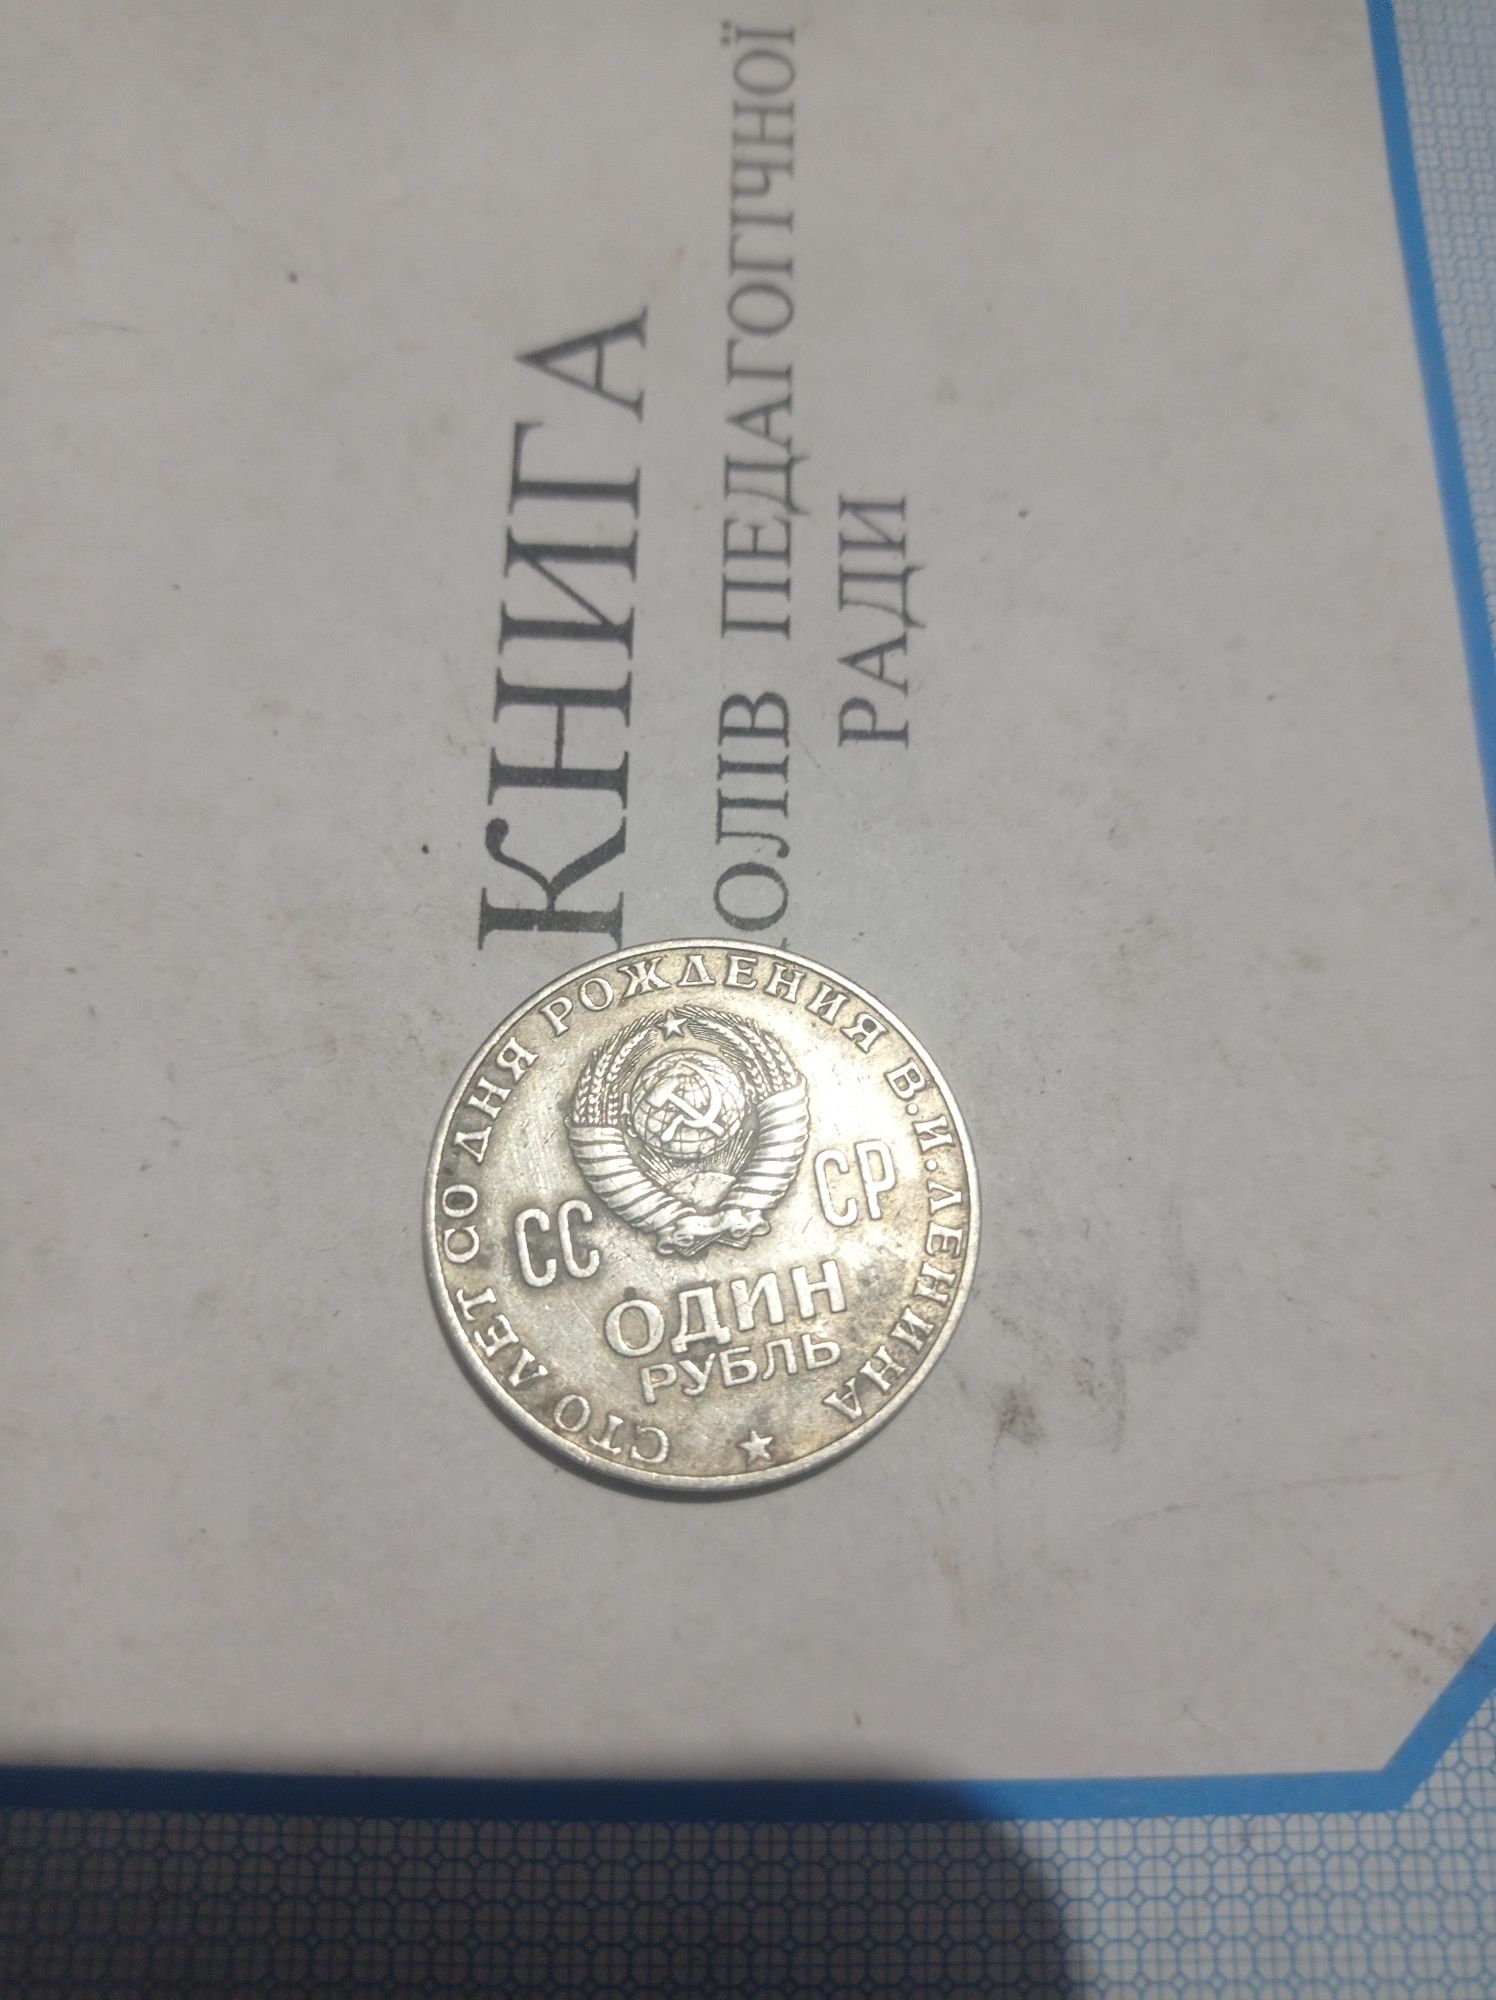 КНИГА
ОЛІВ ПЕДАГОГІЧНОЇ
РАДИ
СТО ЛЕТ СО ДНЯ РОЖДЕНИЯ В.И.ЛЕНИНА
СС СР
ОДИН
РУБЛЬ